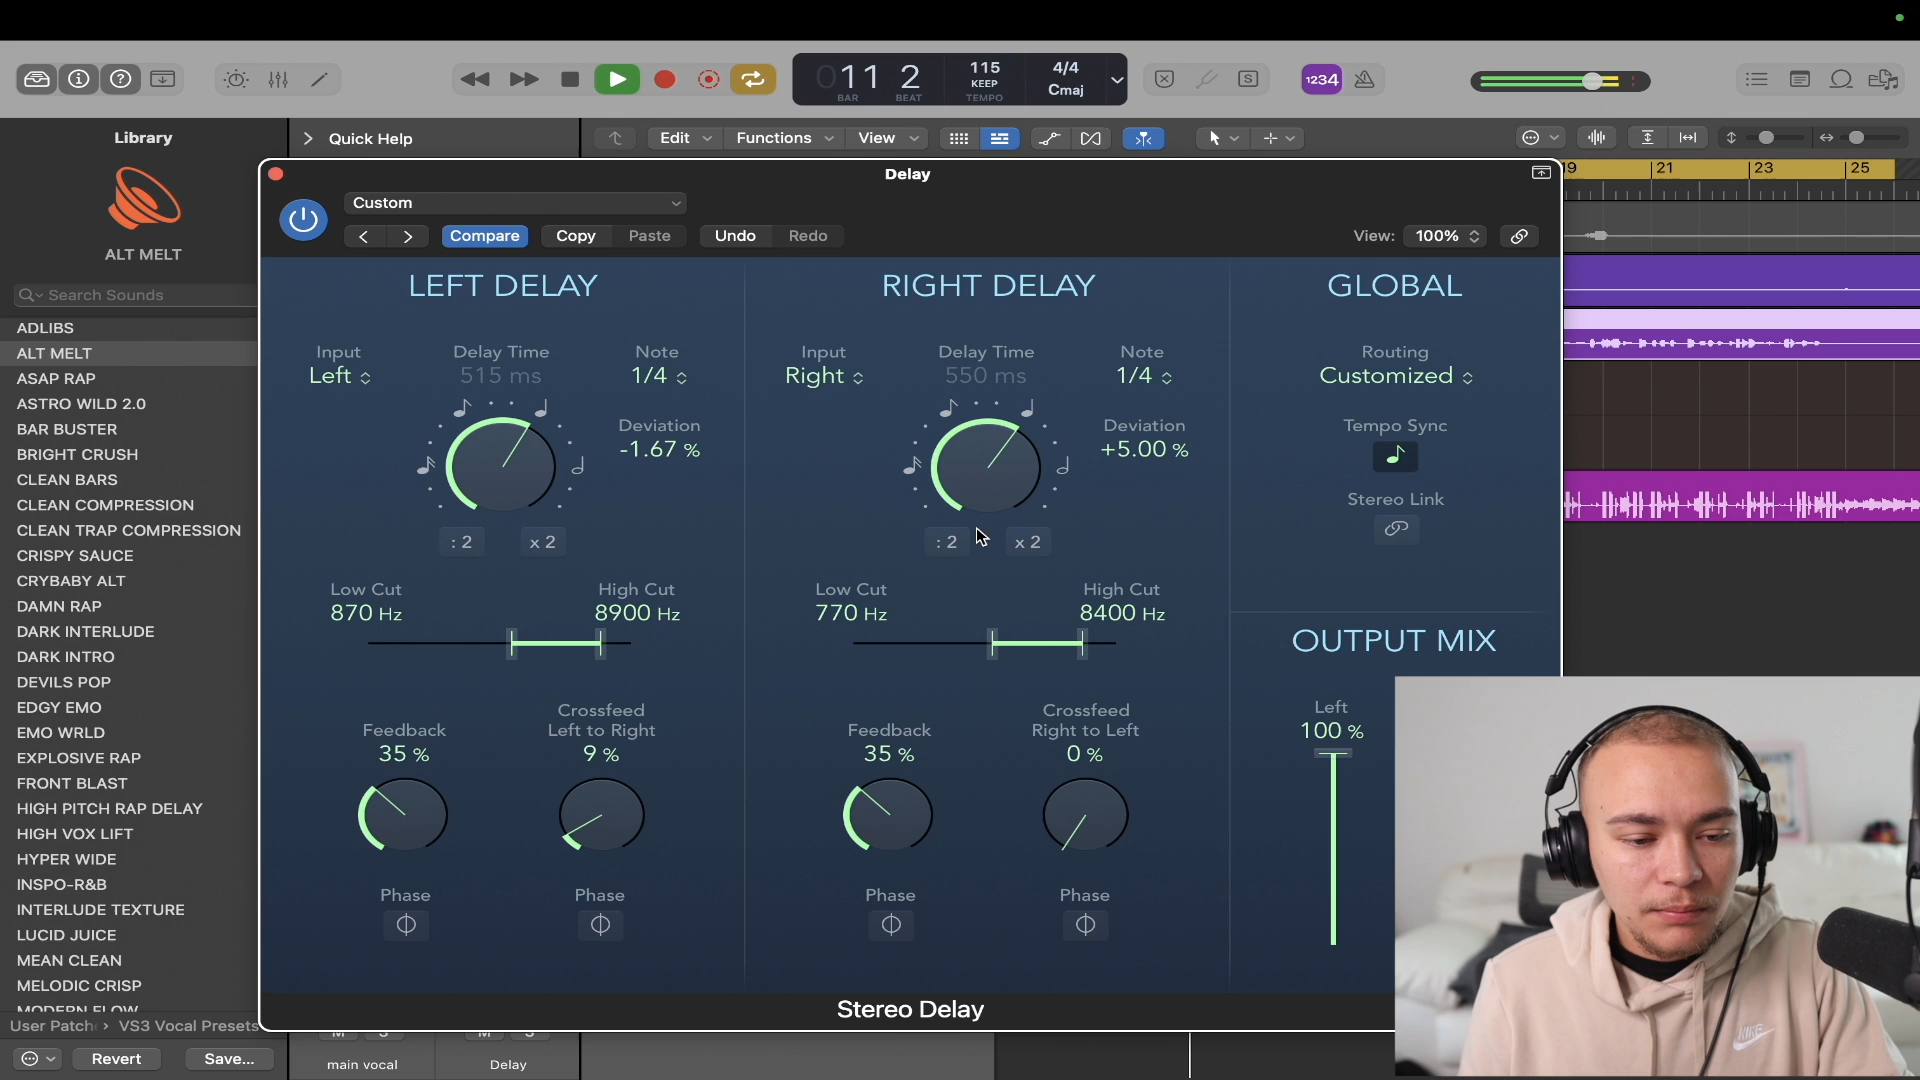 11 2
BAR BEAT
115
KEEP
TEMPO
4/4
Cmaj
S
1234
Library
Quick Help
Edit
Functions
View
19 21 23 25
ALT MELT
Search Sounds
ADLIBS
ALT MELT
ASAP RAP
ASTRO WILD 2.0
BAR BUSTER
BRIGHT CRUSH
CLEAN BARS
CLEAN COMPRESSION
CLEAN TRAP COMPRESSION
CRISPY SAUCE
CRYBABY ALT
DAMN RAP
DARK INTERLUDE
DARK INTRO
DEVILS POP
EDGY EMO
EMO WRLD
EXPLOSIVE RAP
FRONT BLAST
HIGH PITCH RAP DELAY
HIGH VOX LIFT
HYPER WIDE
INSPO-R&B
INTERLUDE TEXTURE
LUCID JUICE
MEAN CLEAN
MELODIC CRISP
MODERN FLOW
User Patch VS3 Vocal Presets
Revert
Save...
Delay
Custom
Compare
Copy
Paste
Undo
Redo
View: 100%
LEFT DELAY
Input
Left
Delay Time
515 ms
Note
1/4
Deviation
-1.67 %
: 2
x 2
Low Cut
870 Hz
High Cut
8900 Hz
Feedback
35 %
Crossfeed
Left to Right
9 %
Phase
Phase
RIGHT DELAY
Input
Right
Delay Time
550 ms
Note
1/4
Deviation
+5.00 %
: 2
x 2
Low Cut
770 Hz
High Cut
8400 Hz
Feedback
35 %
Crossfeed
Right to Left
0 %
Phase
Phase
GLOBAL
Routing
Customized
Tempo Sync
Stereo Link
OUTPUT MIX
Left
100 %
Stereo Delay
M S M S
main vocal
Delay
NIKE